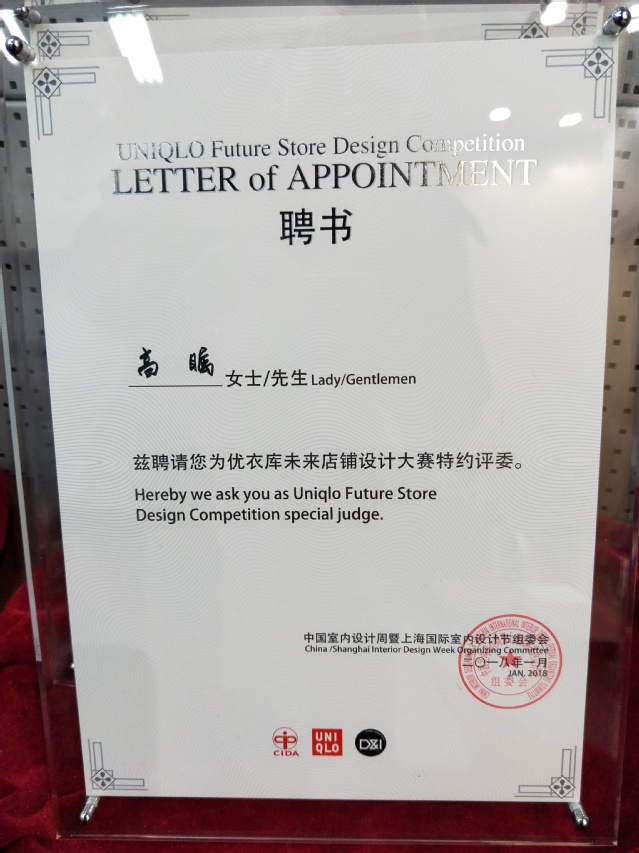 UNIQLO Future Store Design Competition
LETTER of APPOINTMENT
聘书
高瞩 女士/先生 Lady/Gentlemen
兹聘请您为优衣库未来店铺设计大赛特约评委。
Hereby we ask you as Uniqlo Future Store
Design Competition special judge.
中国室内设计周暨上海国际室内设计节组委会
China /Shanghai Interior Design Week Organizing Committee
二〇一八年一月
JAN. 2018
组委会
CIDA
UNI
QLO